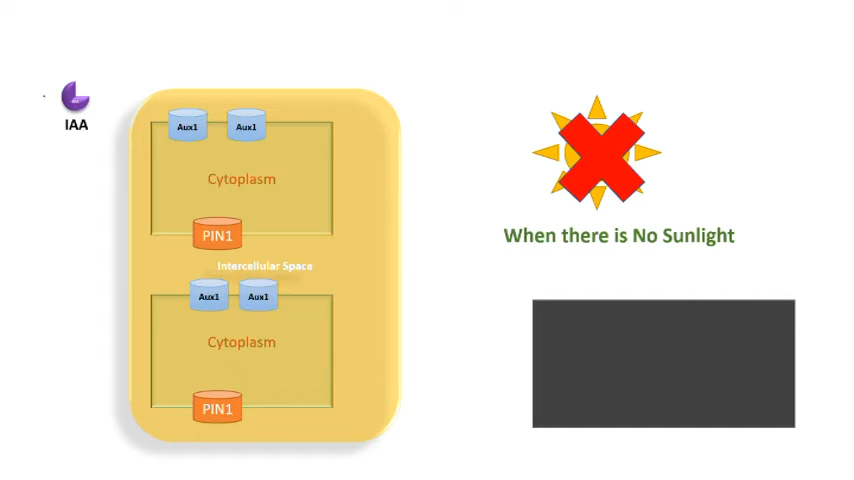 IAA
Aux1 Aux1
Cytoplasm
PIN1
Intercellular Space
Aux1 Aux1
Cytoplasm
PIN1
When there is No Sunlight